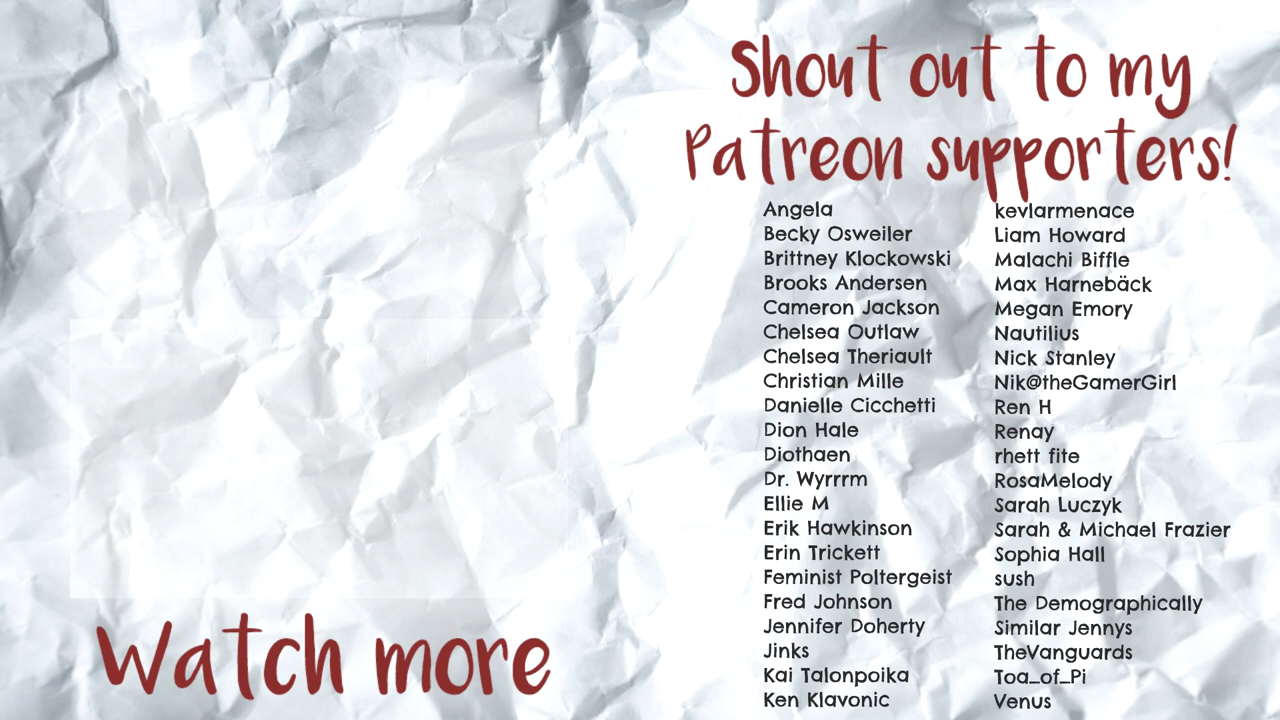 Shout out to my
Patreon supporters!
Angela
Becky Osweiler
Brittney Klockowski
Brooks Andersen
Cameron Jackson
Chelsea Outlaw
Chelsea Theriault
Christian Mille
Danielle Cicchetti
Dion Hale
Diothaen
Dr. Wyrrrm
Ellie M
Erik Hawkinson
Erin Trickett
Feminist Poltergeist
Fred Johnson
Jennifer Doherty
Jinks
Kai Talonpoika
Ken Klavonic
kevlarmenace
Liam Howard
Malachi Biffle
Max Harnebäck
Megan Emory
Nautilius
Nick Stanley
Nik@theGamerGirl
Ren H
Renay
rhett fite
RosaMelody
Sarah Luczyk
Sarah & Michael Frazier
Sophia Hall
sush
The Demographically
Similar Jennys
TheVanguards
Toa_of_Pi
Venus
Watch more